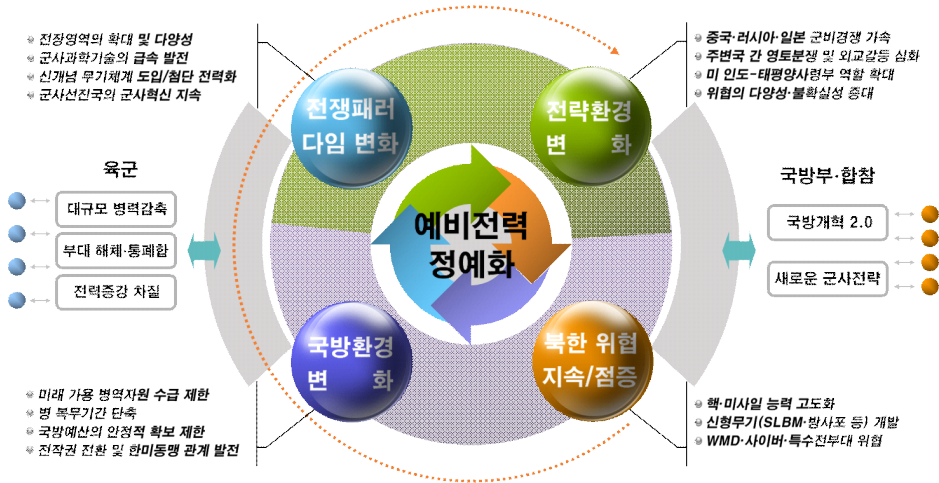 전장영역의 확대 및 다양성
군사과학기술의 급속 발전
신개념 무기체계 도입/첨단 전력화
군사선진국의 군사혁신 지속
중국·러시아·일본 군비경쟁 가속
주변국 간 영토분쟁 및 외교갈등 심화
미 인도-태평양사령부 역할 확대
위협의 다양성·불확실성 증대
전쟁패러
다임 변화
전략환경
변 화
육군
대규모 병력감축
부대 해체·통폐합
전력증강 차질
예비전력
정예화
국방부·합참
국방개혁 2.0
새로운 군사전략
국방환경
변 화
북한 위협
지속/점증
미래 가용 병역자원 수급 제한
병 복무기간 단축
국방예산의 안정적 확보 제한
전작권 전환 및 한미동맹 관계 발전
핵·미사일 능력 고도화
신형무기(SLBM·방사포 등) 개발
WMD·사이버·특수전부대 위협